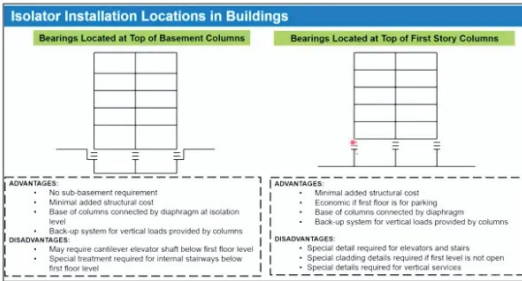 Isolator Installation Locations in Buildings
Bearings Located at Top of Basement Columns
ADVANTAGES:
• No sub-basement requirement
• Minimal added structural cost
• Base of columns connected by diaphragm at isolation
level
• Back-up system for vertical loads provided by columns
DISADVANTAGES:
• May require cantilever elevator shaft below first floor level
• Special treatment required for internal stairways below
first floor level
Bearings Located at Top of First Story Columns
ADVANTAGES:
• Minimal added structural cost
• Economic if first floor is for parking
• Base of columns connected by diaphragm
• Back-up system for vertical loads provided by columns
DISADVANTAGES:
• Special detail required for elevators and stairs
• Special cladding details required if first level is not open
• Special details required for vertical services